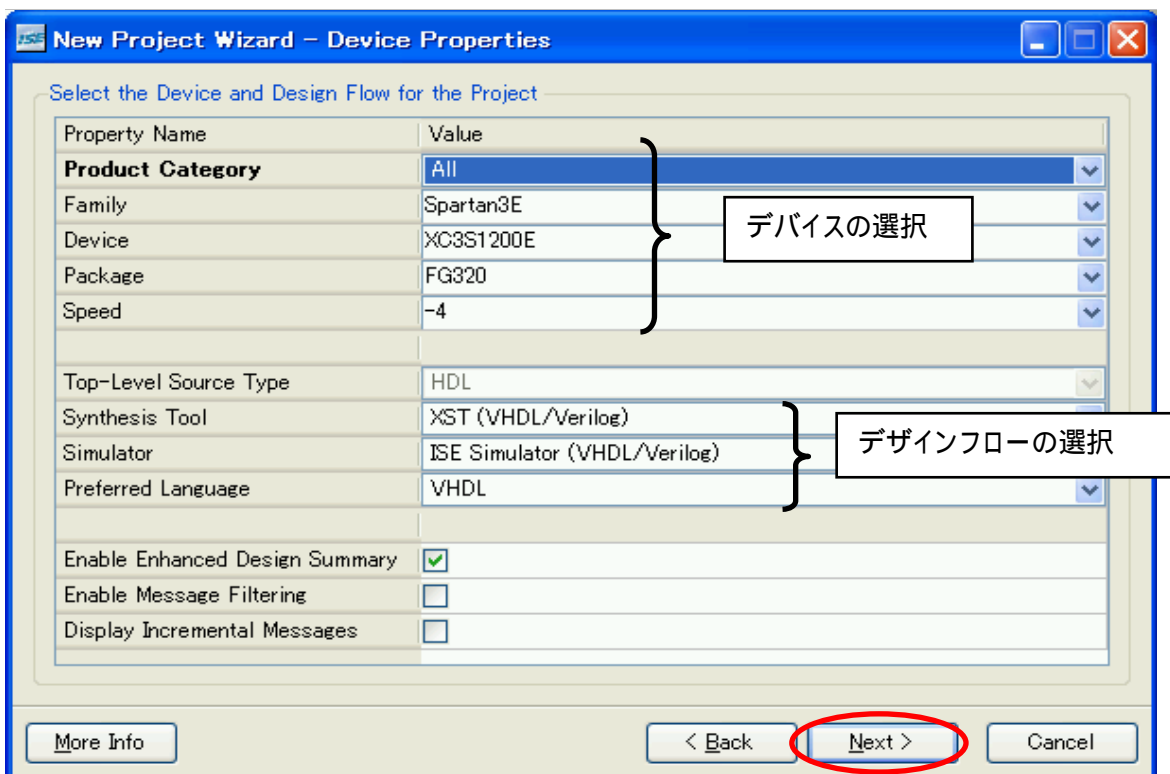 ISE New Project Wizard - Device Properties
Select the Device and Design Flow for the Project
Property Name Value
Product Category All
Family Spartan3E
デバイスの選択
Device XC3S1200E
Package FG320
Speed -4
Top-Level Source Type HDL
Synthesis Tool XST (VHDL/Verilog)
デザインフローの選択
Simulator ISE Simulator (VHDL/Verilog)
Preferred Language VHDL
Enable Enhanced Design Summary
Enable Message Filtering
Display Incremental Messages
More Info < Back Next > Cancel